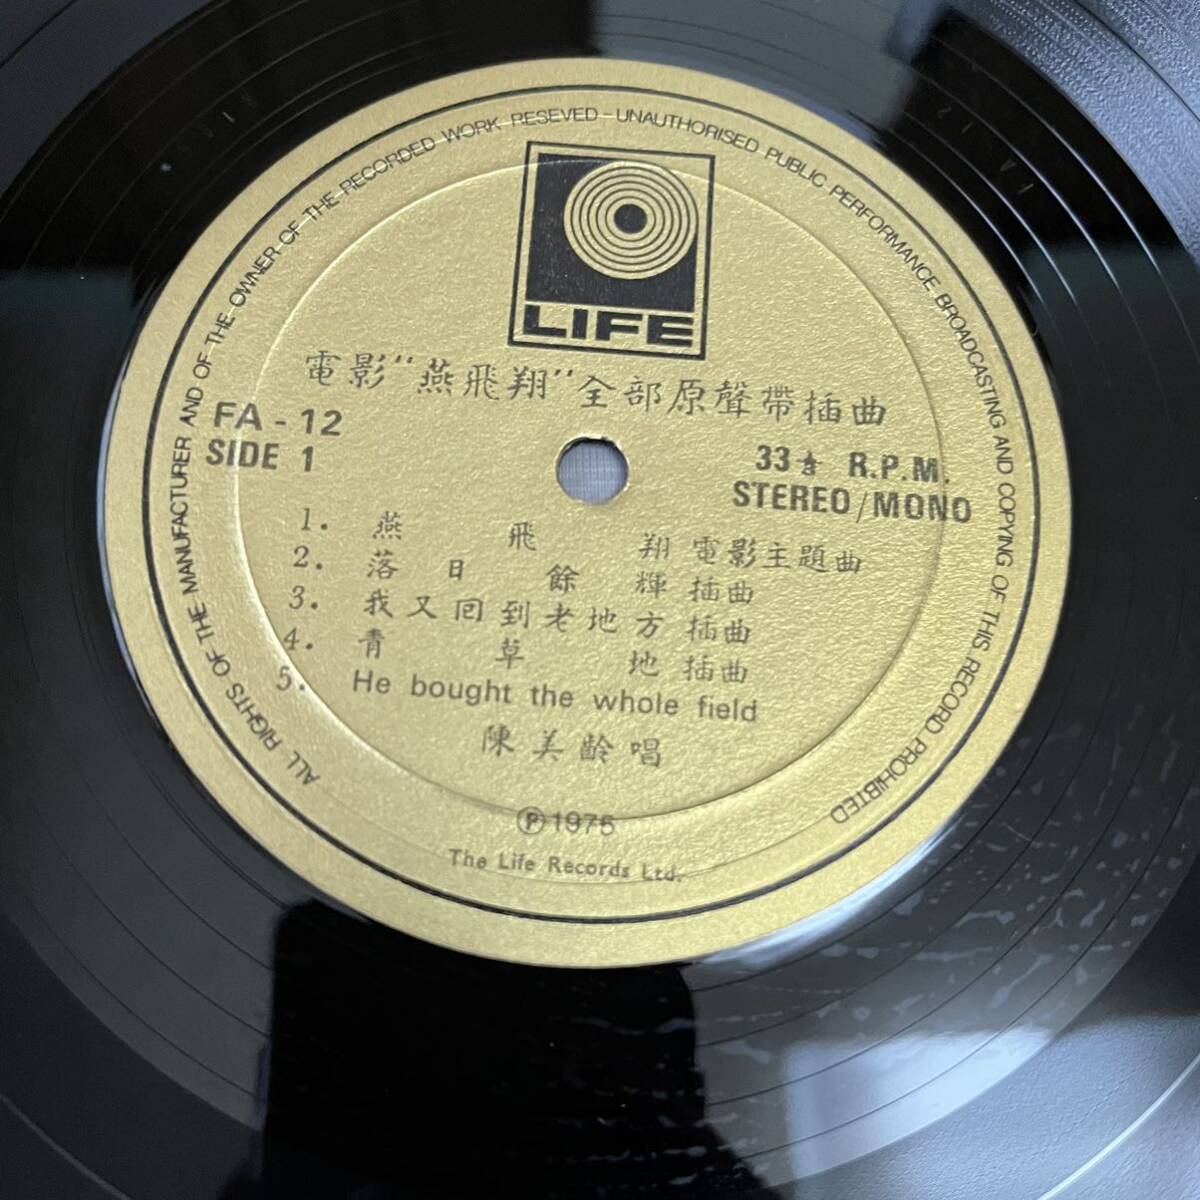 ALL RIGHTS OF THE MANUFACTURER AND OF THE OWNER OF THE RECORDED WORK RESEVED - UNAUTHORISED PUBLIC PERFORMANCE BROADCASTING AND COPYING OF THIS RECORD PROHIBTED
LIFE
電影“燕飛翔”全部原聲帶插曲
FA - 12
SIDE 1
33⅓ R.P.M.
STEREO/MONO
1. 燕飛翔 電影主題曲
2. 落日餘輝 插曲
3. 我又回到老地方 插曲
4. 青草地 插曲
5. He bought the whole field
陳美齡唱
Ⓟ1975
The Life Records Ltd.